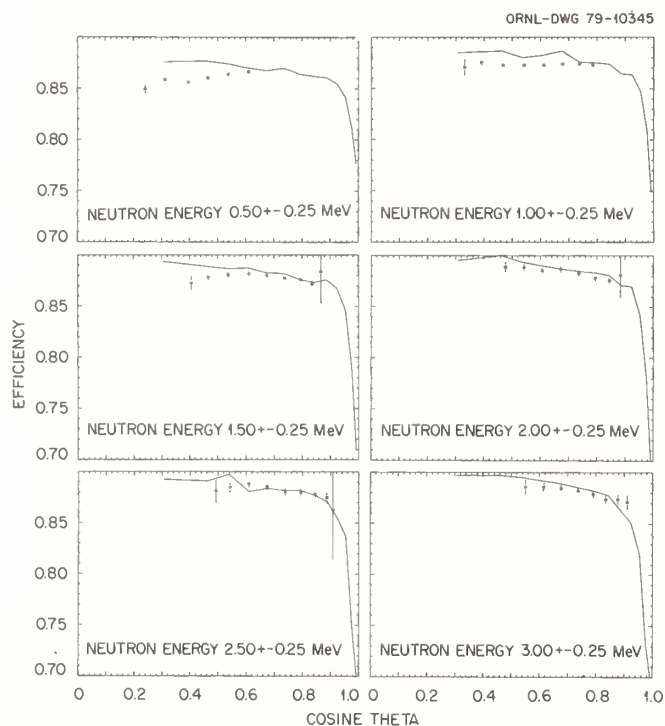 ORNL-DWG 79-10345
0.85
0.80
0.75
0.70
NEUTRON ENERGY 0.50+-0.25 MeV
NEUTRON ENERGY 1.00+-0.25 MeV
0.85
0.80
0.75
0.70
NEUTRON ENERGY 1.50+-0.25 MeV
NEUTRON ENERGY 2.00+-0.25 MeV
EFFICIENCY
0.85
0.80
0.75
0.70
NEUTRON ENERGY 2.50+-0.25 MeV
NEUTRON ENERGY 3.00+-0.25 MeV
0 0.2 0.4 0.6 0.8 1.0 0 0.2 0.4 0.6 0.8 1.0
COSINE THETA